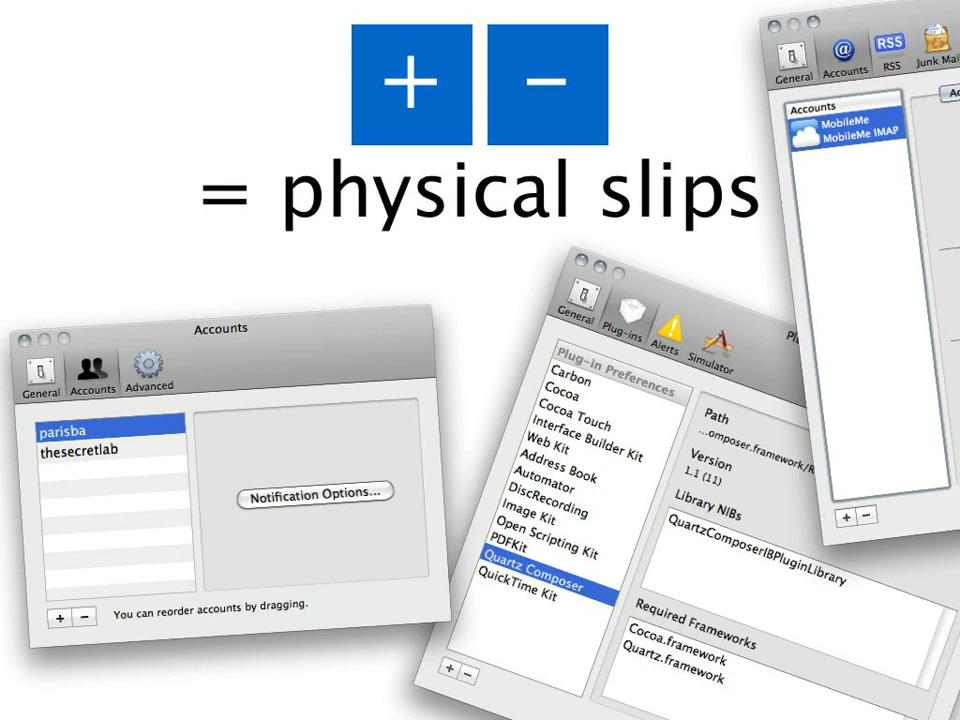 + −
= physical slips
Accounts
General Accounts Advanced
parisba
thesecretlab
Notification Options...
+ −
You can reorder accounts by dragging.
General Plug-ins Alerts Simulator
Plug-in Preferences
Carbon
Cocoa
Cocoa Touch
Interface Builder Kit
Web Kit
Address Book
Automator
DiscRecording
Image Kit
Open Scripting Kit
PDFKit
Quartz Composer
QuickTime Kit
+ −
Path
...omposer.framework/R
Version
1.1 (11)
Library NIBs
QuartzComposerIBPluginLibrary
Required Frameworks
Cocoa.framework
Quartz.framework
General Accounts RSS Junk Mail
RSS
Accounts
MobileMe
MobileMe IMAP
+ −